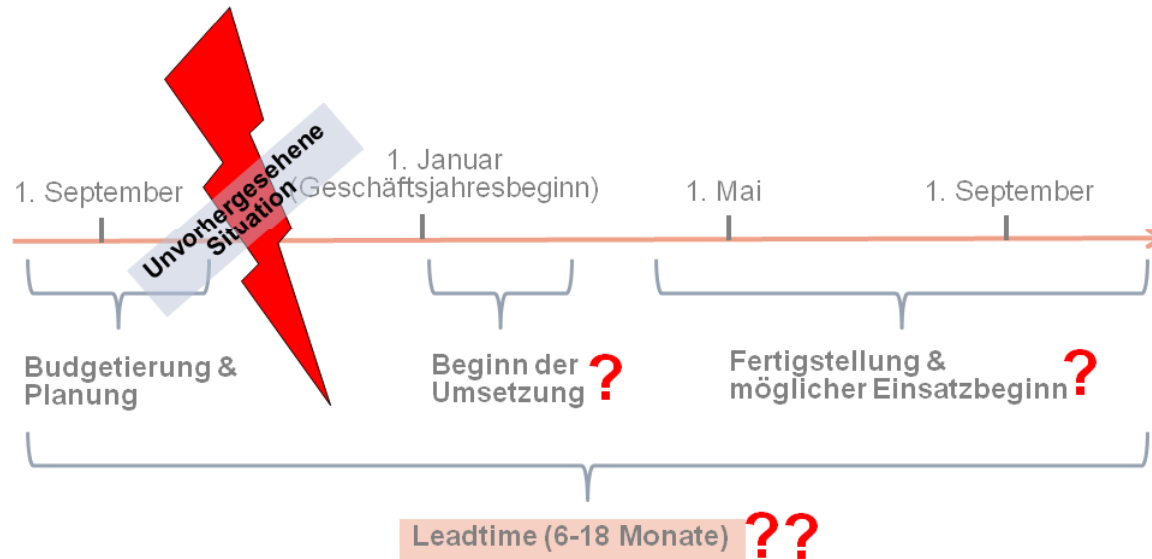 1. September
Unvorhergesehene
Situation
1. Januar
(Geschäftsjahresbeginn)
1. Mai
1. September
Budgetierung &
Planung
Beginn der
Umsetzung ?
Fertigstellung &
möglicher Einsatzbeginn ?
Leadtime (6-18 Monate) ??